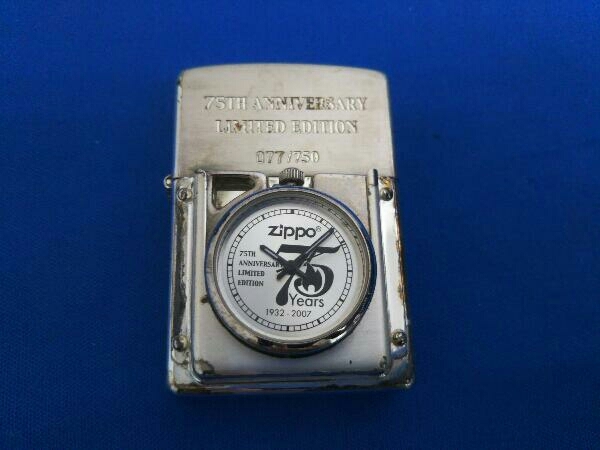 75TH ANNIVERSARY
LIMITED EDITION
077/750
zippo®
75
75TH
ANNIVERSARY
LIMITED
EDITION
Years
1932 - 2007